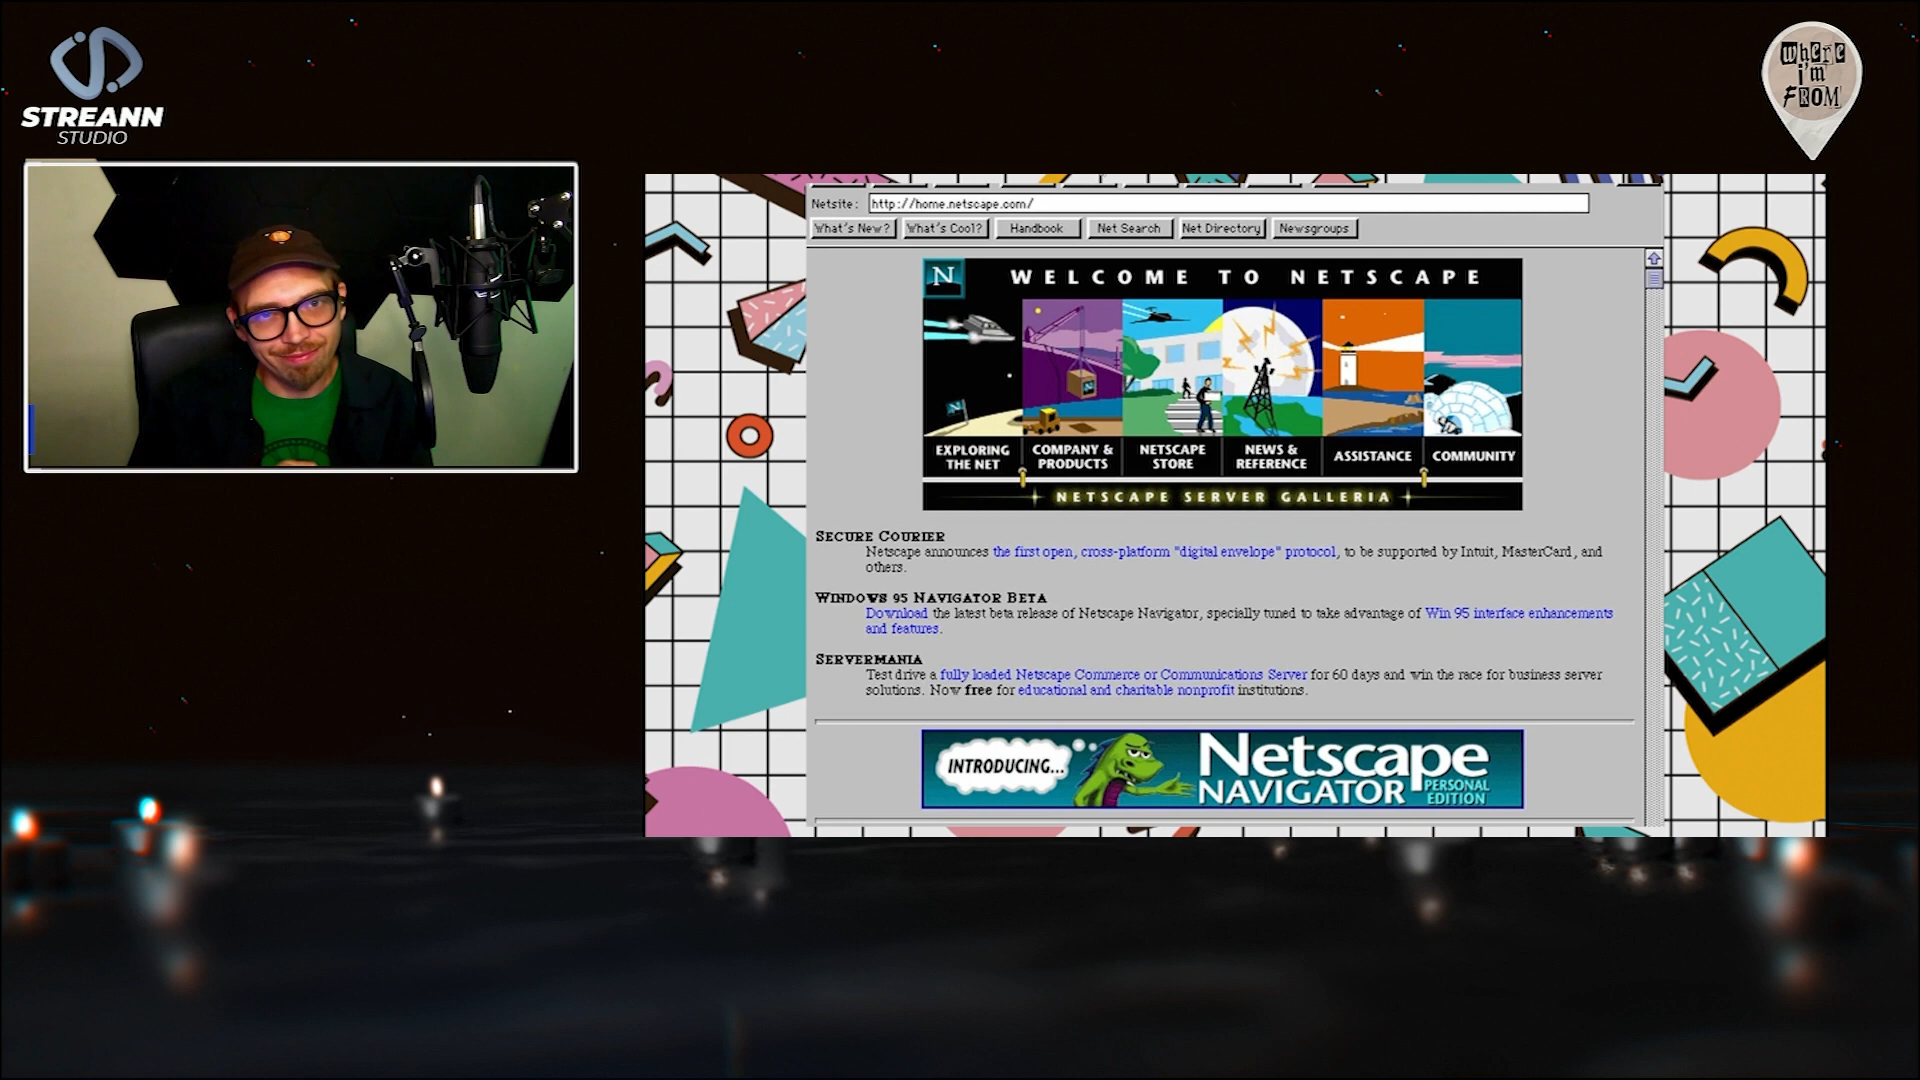 STREANN
STUDIO
where
i'm
FROM
Netsite: http://home.netscape.com/
What's New? What's Cool? Handbook Net Search Net Directory Newsgroups
N WELCOME TO NETSCAPE
EXPLORING THE NET
COMPANY & PRODUCTS
NETSCAPE STORE
NEWS & REFERENCE
ASSISTANCE
COMMUNITY
NETSCAPE SERVER GALLERIA
SECURE COURIER
Netscape announces the first open, cross-platform "digital envelope" protocol, to be supported by Intuit, MasterCard, and
others.
WINDOWS 95 NAVIGATOR BETA
Download the latest beta release of Netscape Navigator, specially tuned to take advantage of Win 95 interface enhancements
and features.
SERVERMANIA
Test drive a fully loaded Netscape Commerce or Communications Server for 60 days and win the race for business server
solutions. Now free for educational and charitable nonprofit institutions.
INTRODUCING...
Netscape
NAVIGATOR PERSONAL
EDITION